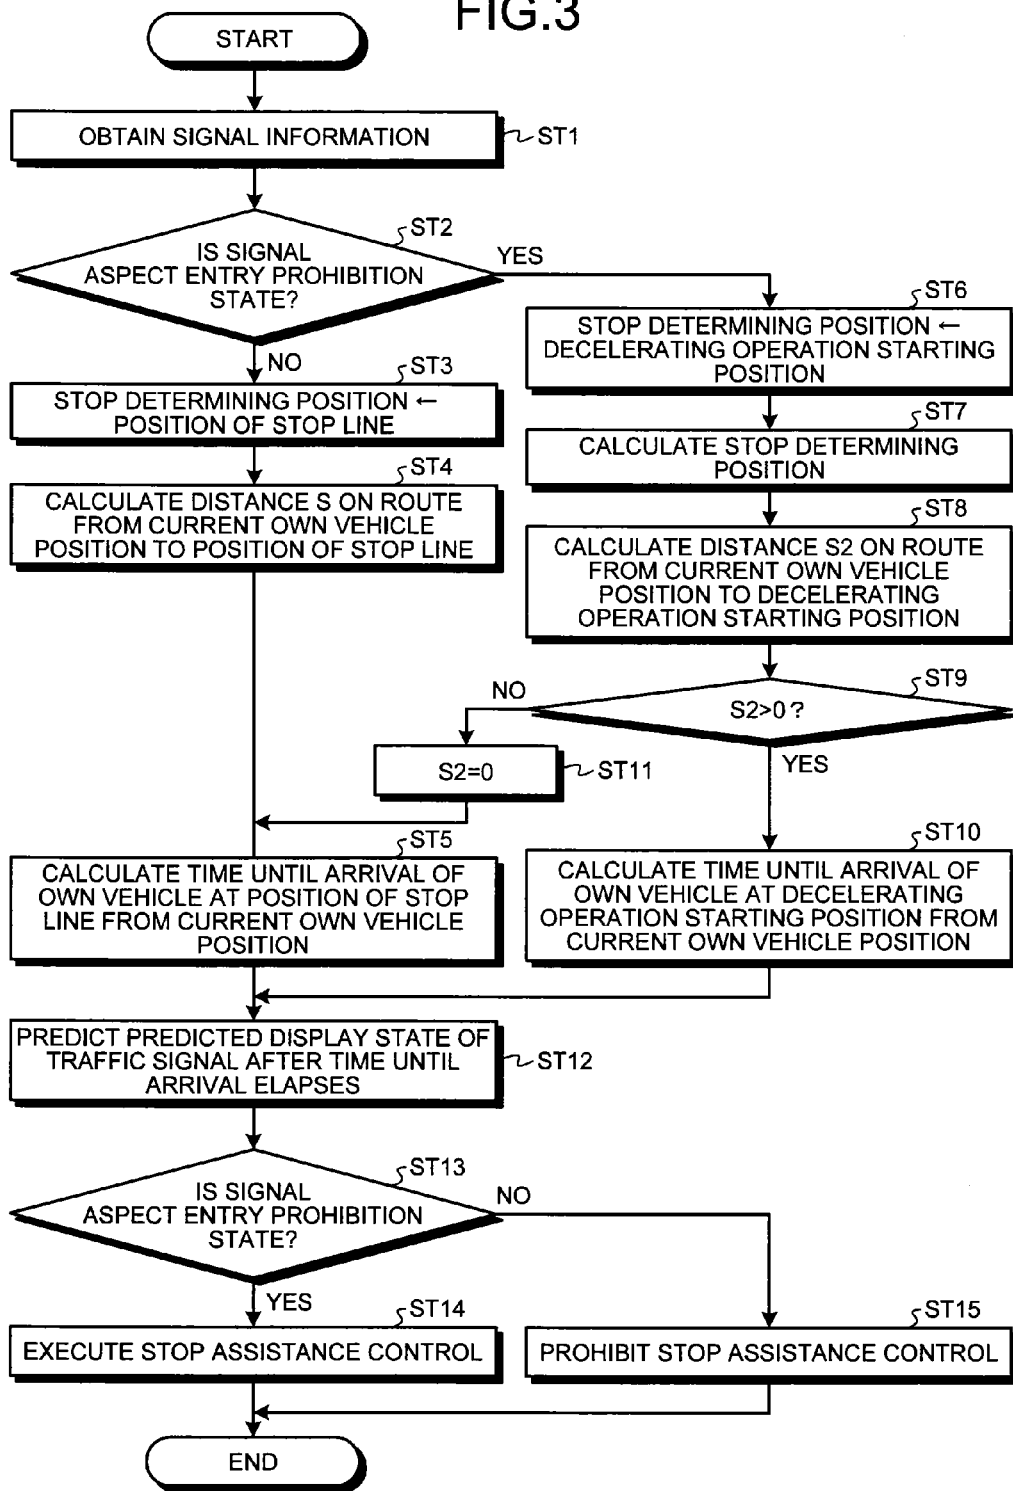 FIG.3
START
OBTAIN SIGNAL INFORMATION
ST1
ST2
IS SIGNAL
ASPECT ENTRY PROHIBITION
STATE?
YES
NO
ST3
STOP DETERMINING POSITION ←
POSITION OF STOP LINE
ST4
CALCULATE DISTANCE S ON ROUTE
FROM CURRENT OWN VEHICLE
POSITION TO POSITION OF STOP LINE
ST6
STOP DETERMINING POSITION ←
DECELERATING OPERATION STARTING
POSITION
ST7
CALCULATE STOP DETERMINING
POSITION
ST8
CALCULATE DISTANCE S2 ON ROUTE
FROM CURRENT OWN VEHICLE
POSITION TO DECELERATING
OPERATION STARTING POSITION
ST9
S2>0?
NO
YES
S2=0
ST11
ST5
CALCULATE TIME UNTIL ARRIVAL OF
OWN VEHICLE AT POSITION OF STOP
LINE FROM CURRENT OWN VEHICLE
POSITION
ST10
CALCULATE TIME UNTIL ARRIVAL OF
OWN VEHICLE AT DECELERATING
OPERATION STARTING POSITION FROM
CURRENT OWN VEHICLE POSITION
PREDICT PREDICTED DISPLAY STATE OF
TRAFFIC SIGNAL AFTER TIME UNTIL
ARRIVAL ELAPSES
ST12
ST13
IS SIGNAL
ASPECT ENTRY PROHIBITION
STATE?
NO
YES
ST14
EXECUTE STOP ASSISTANCE CONTROL
ST15
PROHIBIT STOP ASSISTANCE CONTROL
END